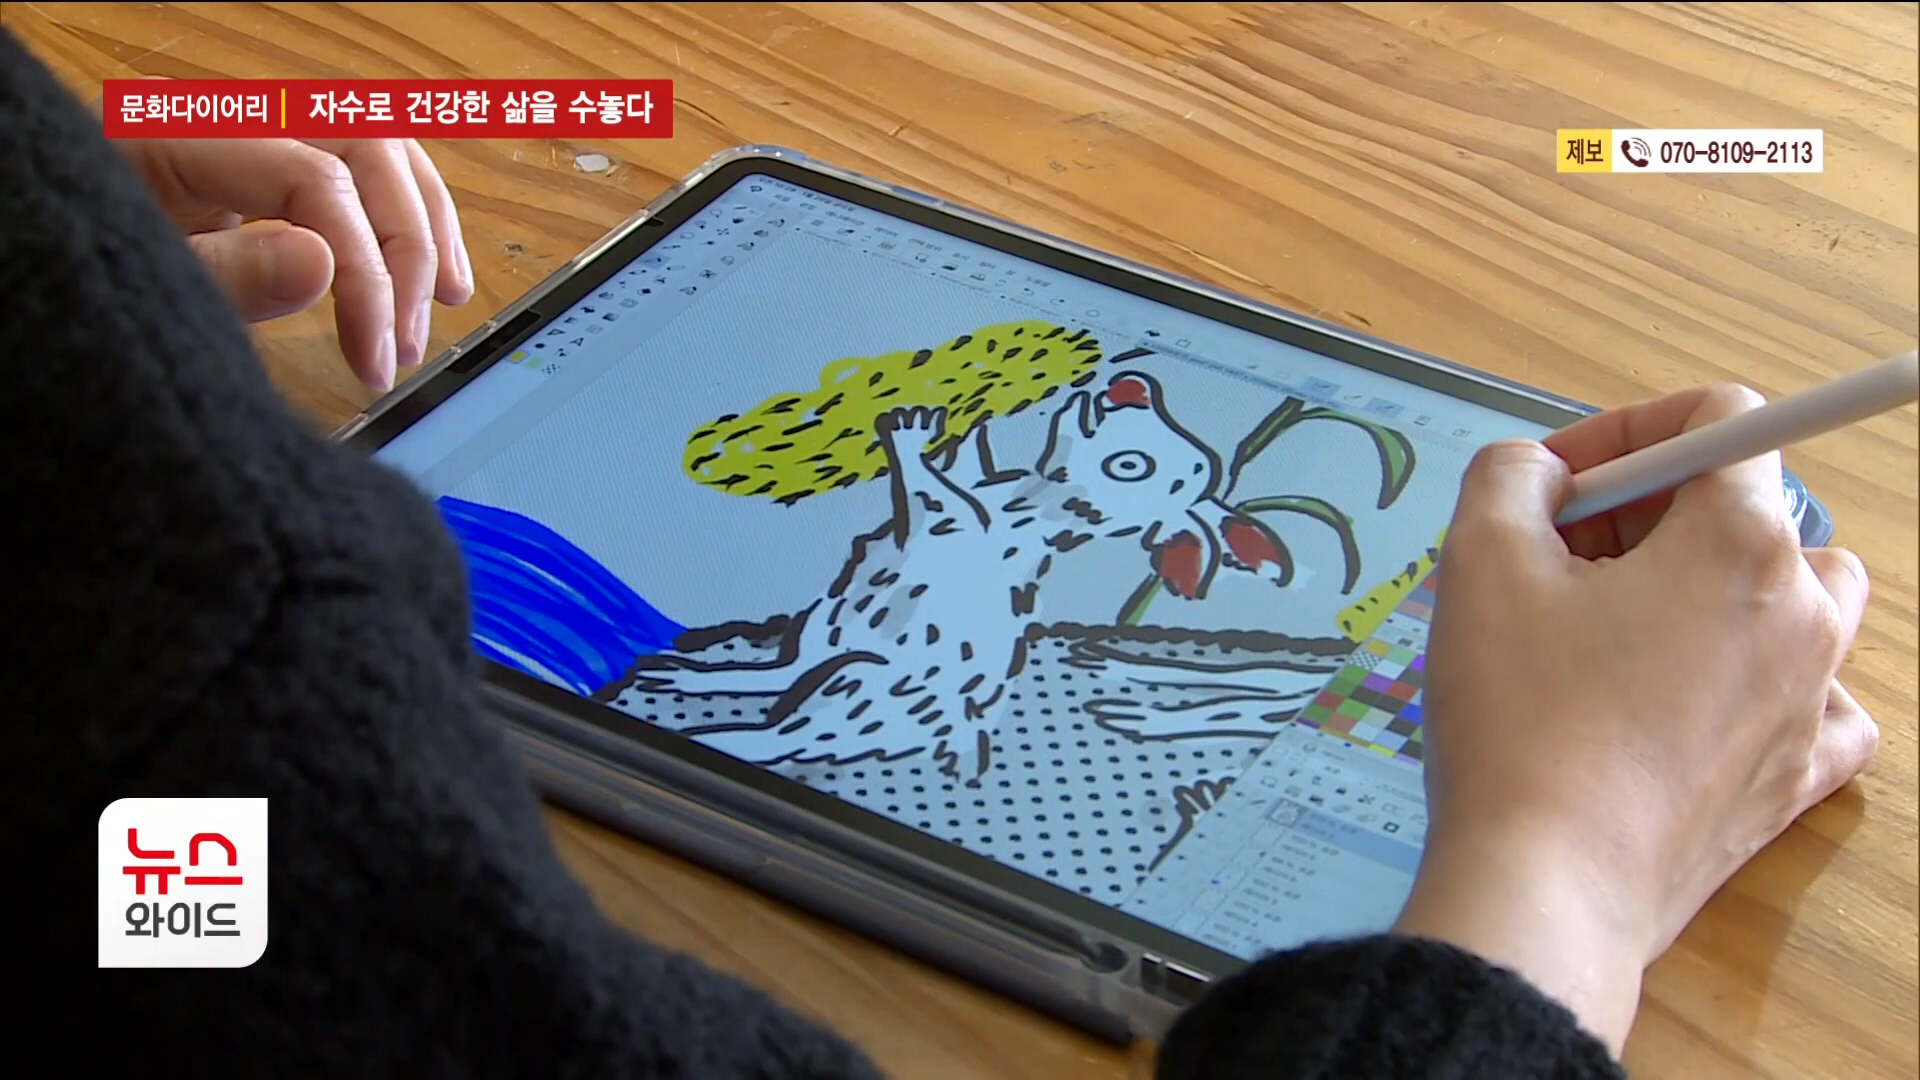 문화다이어리 자수로 건강한 삶을 수놓다
제보 070-8109-2113
뉴스
와이드